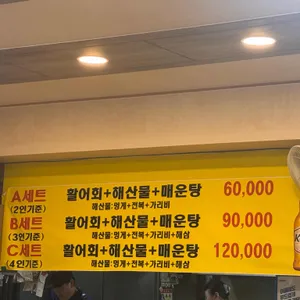 A세트 활어회+해산물+매운탕 60,000
(2인기준) 해산물:멍게+전복+가리비
B세트 활어회+해산물+매운탕 90,000
(3인기준) 해산물:멍게+전복+가리비+해삼
C세트 활어회+해산물+매운탕 120,000
(4인기준) 해산물:멍게+전복+가리비+해삼